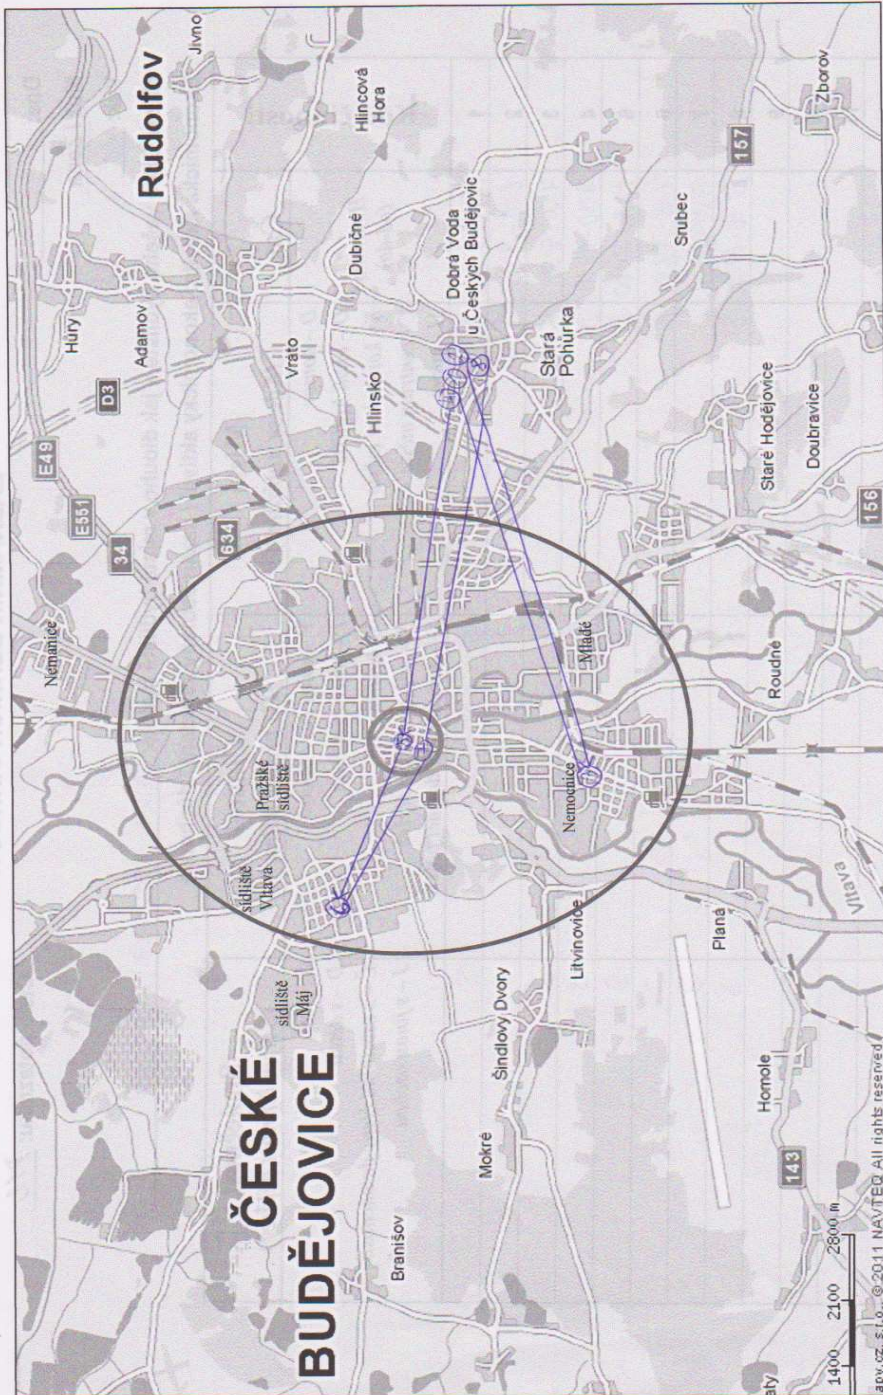 Rudolfov
Jivno
Hlincová
Hora
Zborov
157
Hůry
Adamov
Dubičné
Dobrá Voda
u Českých Budějovic
Srubec
D3
Vráto
Hlinsko
Stará
Pohůrka
Staré Hodějovice
Doubravice
E49
E551
34
634
156
Nemanice
Mladé
Roudné
Pražské
sídliště
Nemocnice
sídliště
Vltava
Vltava
Litvínovice
Planá
sídliště
Máj
Šindlovy Dvory
ČESKÉ
BUDĚJOVICE
Mokré
Homole
143
Branišov
1400 2100 2800 m
s.r.o., © 2011 NAVTEQ All rights reserved